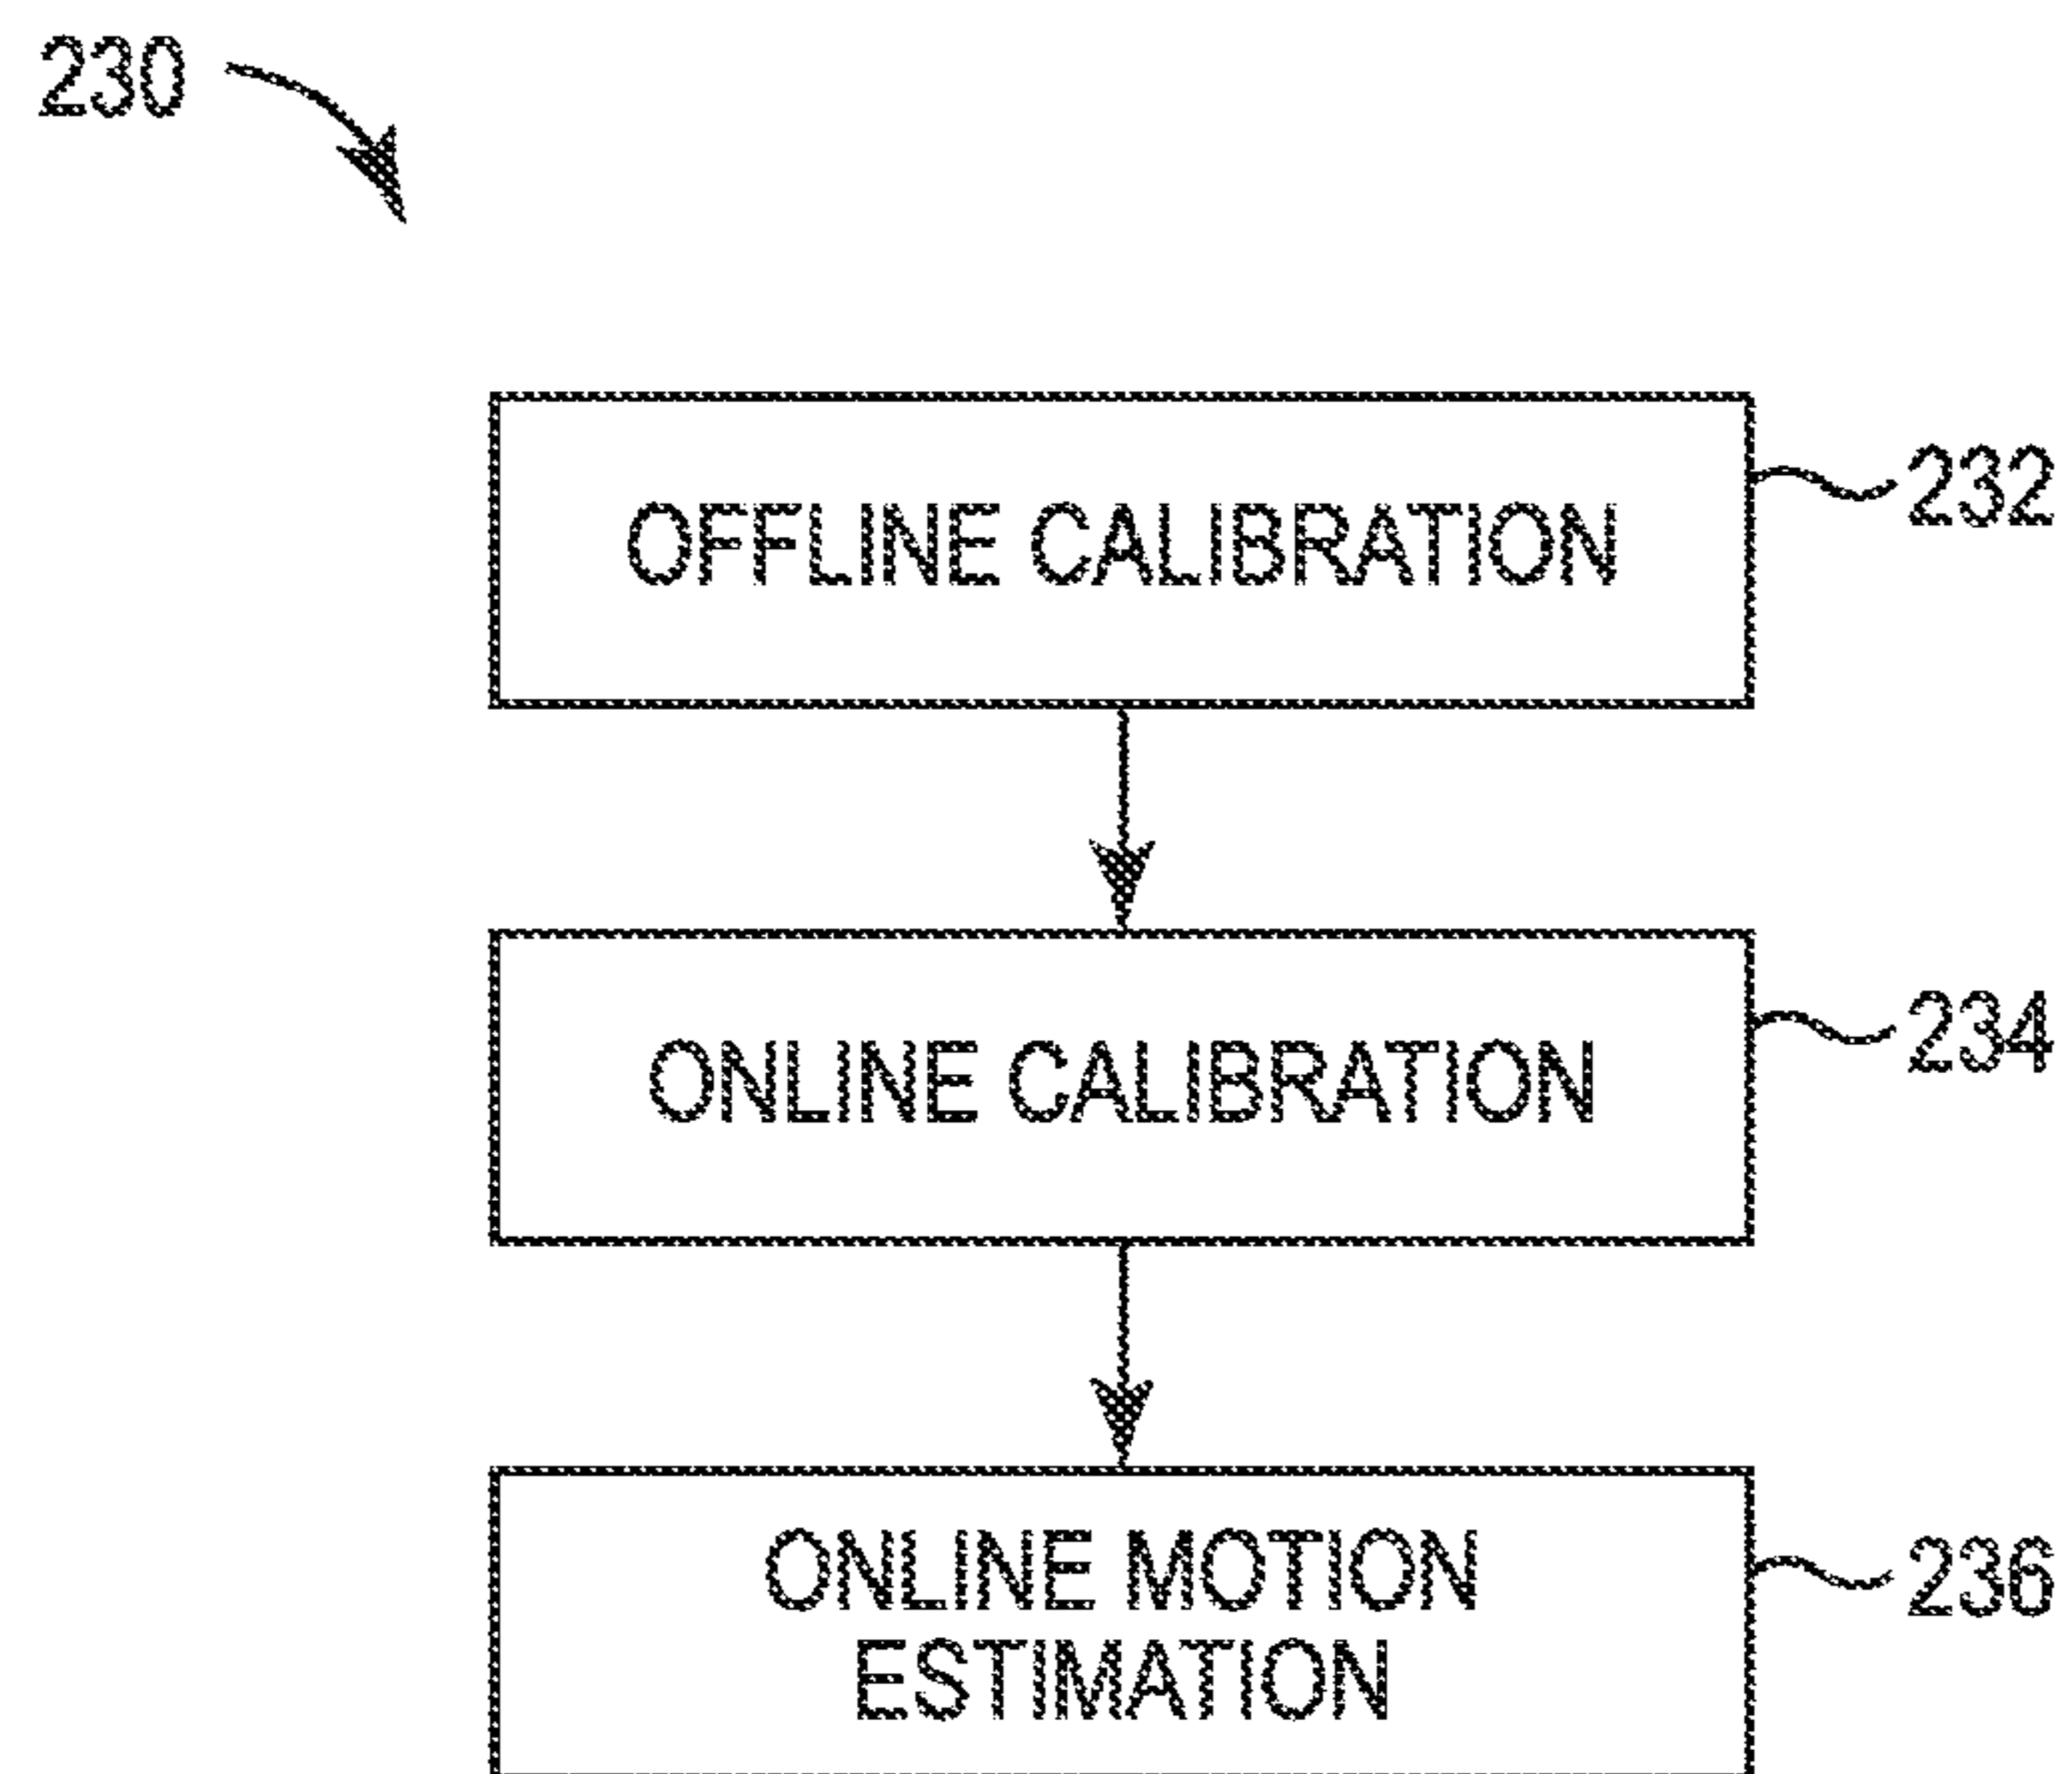 230
OFFLINE CALIBRATION
232
ONLINE CALIBRATION
234
ONLINE MOTION
ESTIMATION
236